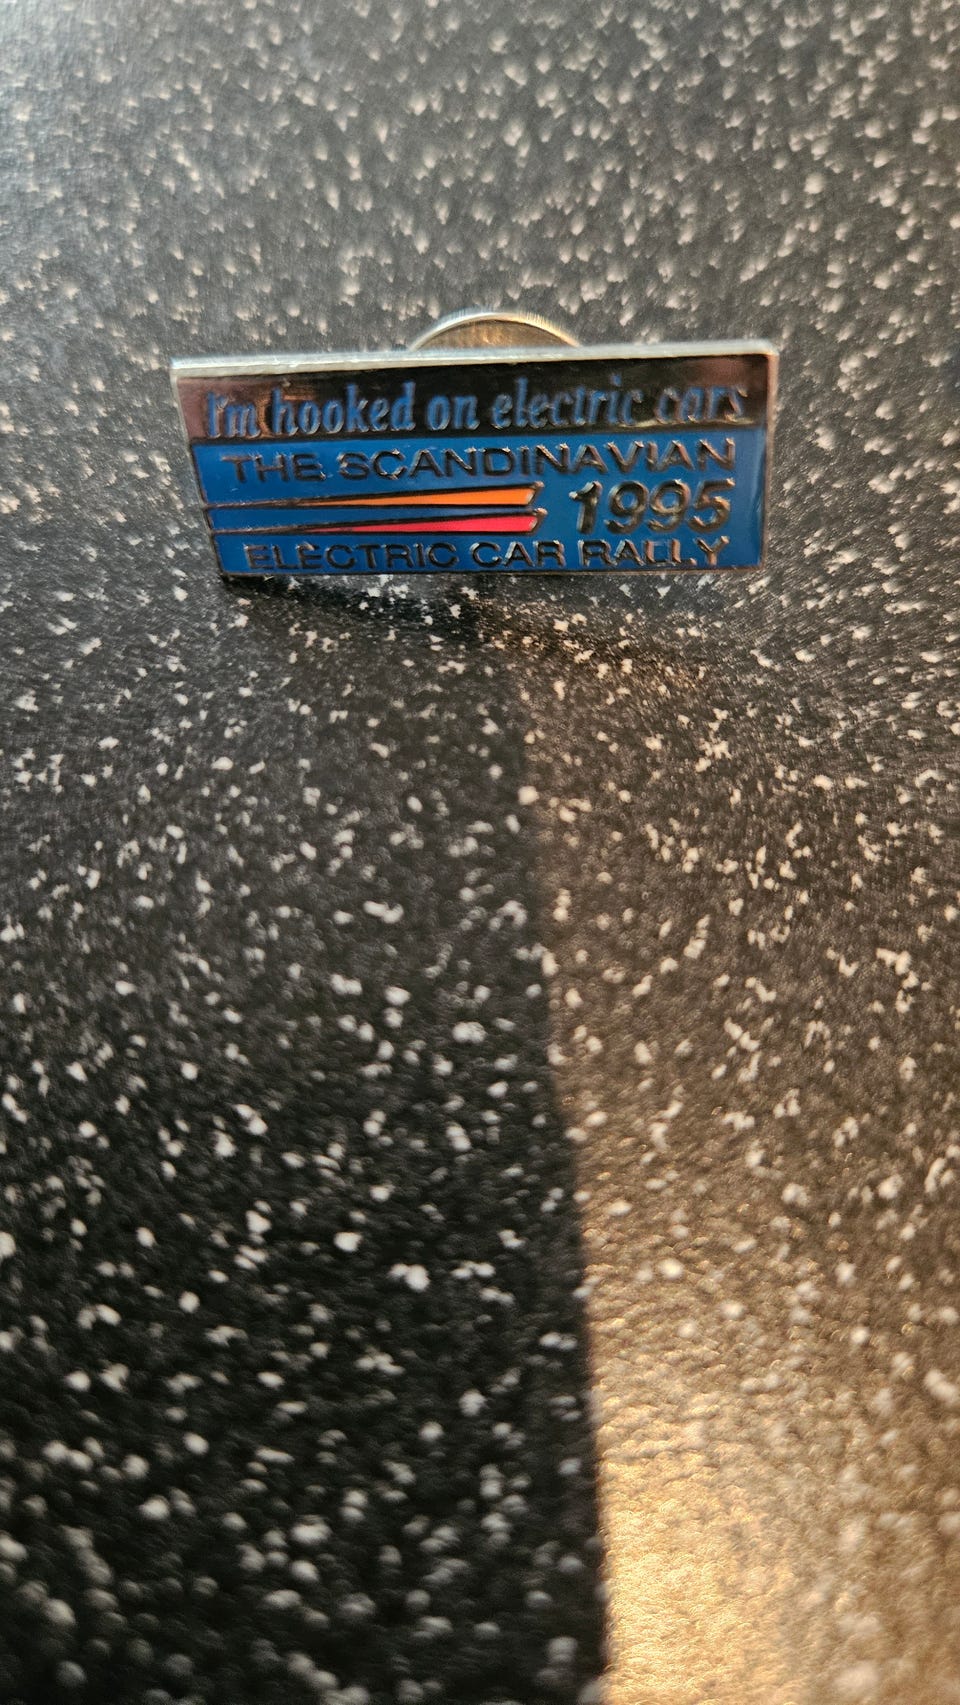 I'm hooked on electric cars
THE SCANDINAVIAN
1995
ELECTRIC CAR RALLY